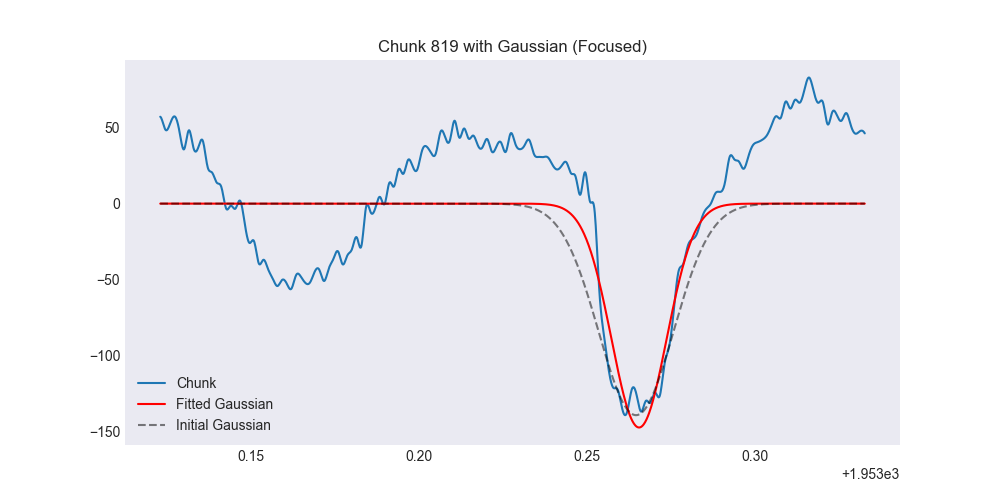 Chunk 819 with Gaussian (Focused)
50
0
−50
−100
−150
Chunk
Fitted Gaussian
Initial Gaussian
0.15 0.20 0.25 0.30
+1.953e3